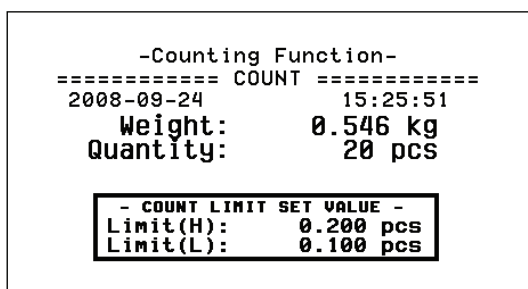 -Counting Function-
============ COUNT ============
2008-09-24 15:25:51
Weight: 0.546 kg
Quantity: 20 pcs
- COUNT LIMIT SET VALUE -
Limit(H): 0.200 pcs
Limit(L): 0.100 pcs